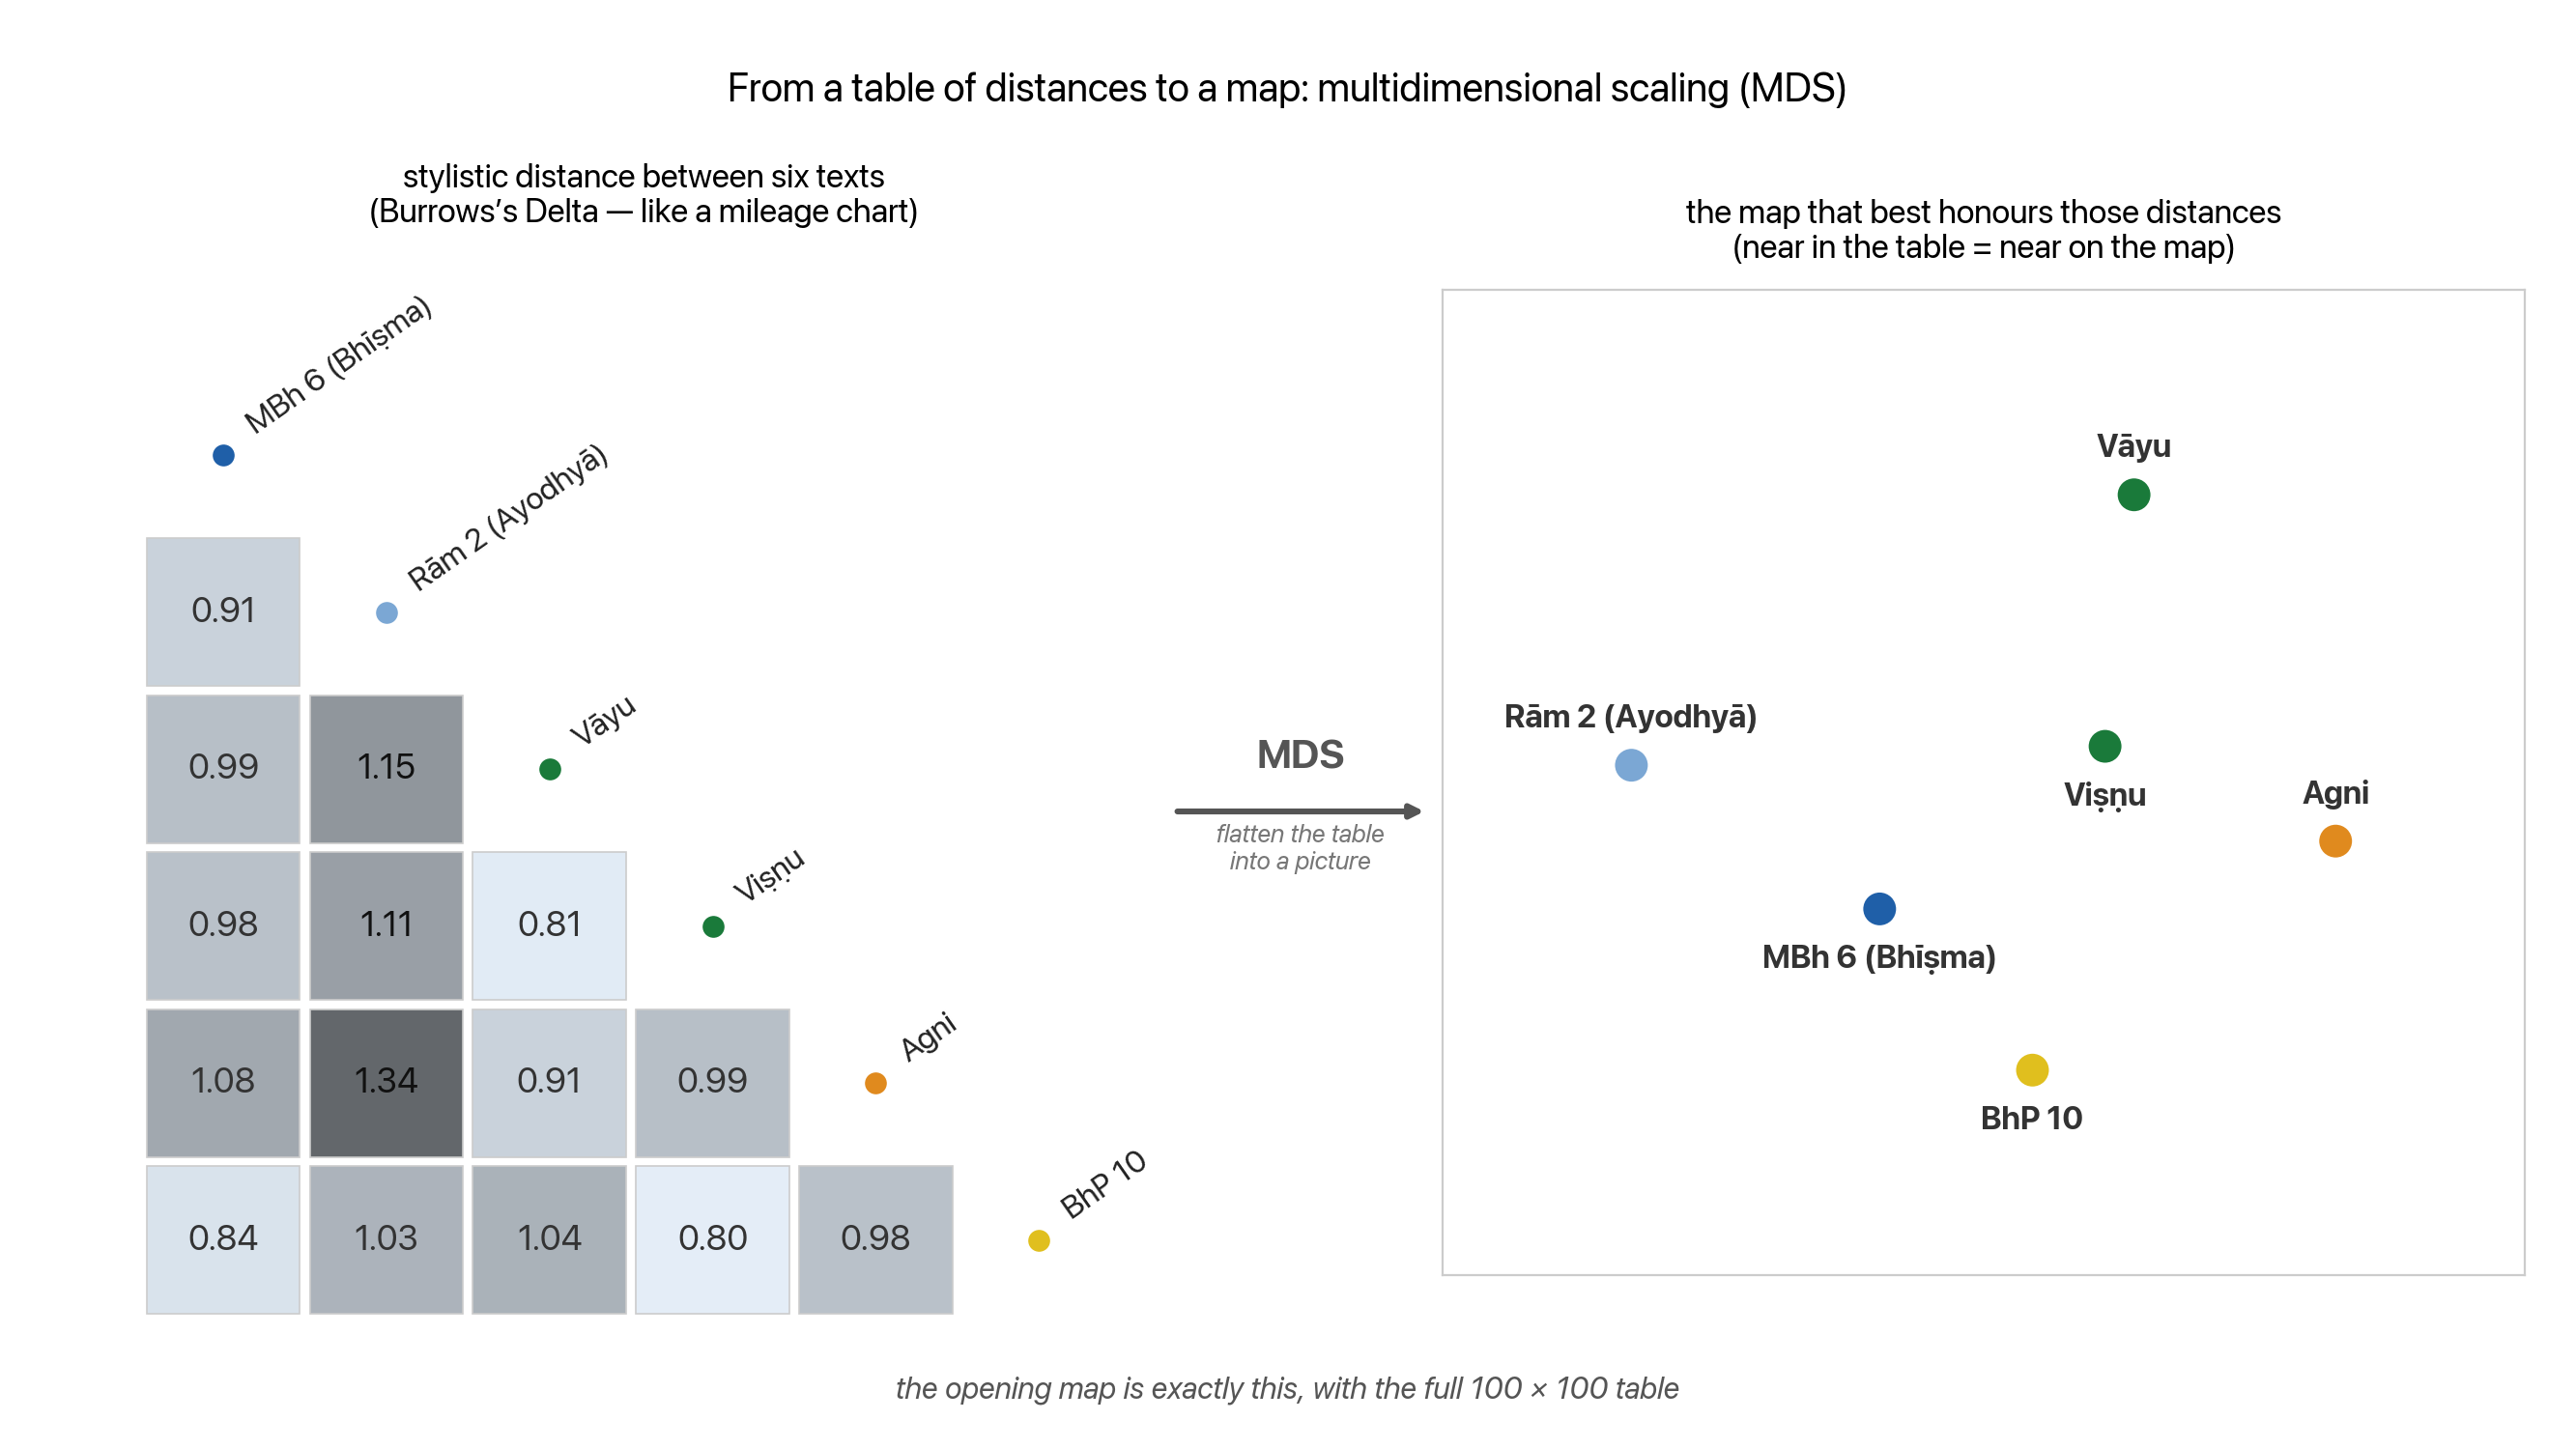 From a table of distances to a map: multidimensional scaling (MDS)
stylistic distance between six texts
(Burrows’s Delta — like a mileage chart)
MBh 6 (Bhīṣma)
0.91
Rām 2 (Ayodhyā)
0.99 1.15
Vāyu
0.98 1.11 0.81
Viṣṇu
1.08 1.34 0.91 0.99
Agni
0.84 1.03 1.04 0.80 0.98
BhP 10
MDS
flatten the table
into a picture
the map that best honours those distances
(near in the table = near on the map)
Vāyu
Rām 2 (Ayodhyā)
Viṣṇu
Agni
MBh 6 (Bhīṣma)
BhP 10
the opening map is exactly this, with the full 100 × 100 table